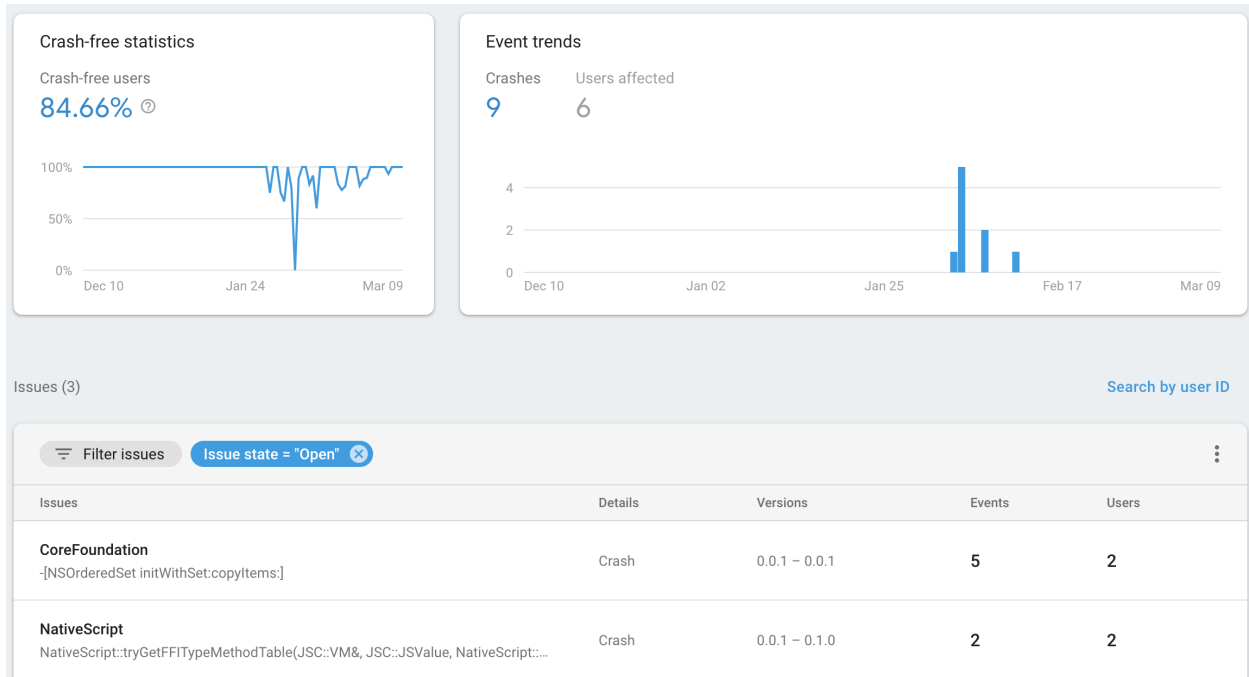 Crash-free statistics
Crash-free users
84.66%
100%
50%
0%
Dec 10 Jan 24 Mar 09
Event trends
Crashes Users affected
9 6
4
2
0
Dec 10 Jan 02 Jan 25 Feb 17 Mar 09
Issues (3) Search by user ID
Filter issues Issue state = "Open"
Issues Details Versions Events Users
CoreFoundation
-[NSOrderedSet initWithSet:copyItems:] Crash 0.0.1 – 0.0.1 5 2
NativeScript
NativeScript::tryGetFFITypeMethodTable(JSC::VM&, JSC::JSValue, NativeScript::... Crash 0.0.1 – 0.1.0 2 2